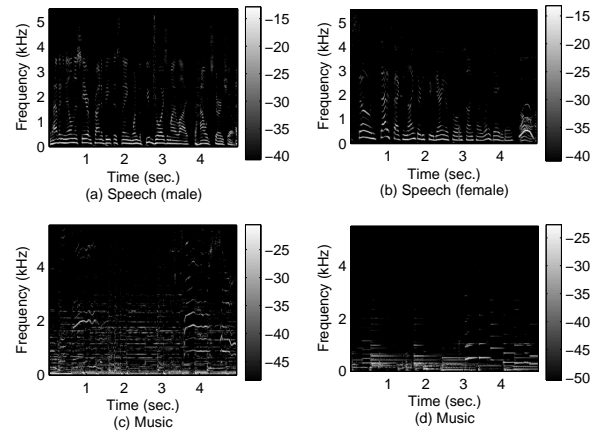 Frequency (kHz)
5
4
3
2
1
0
1 2 3 4
Time (sec.)
(a) Speech (male)
−15
−20
−25
−30
−35
−40
Frequency (kHz)
5
4
3
2
1
0
1 2 3 4
Time (sec.)
(b) Speech (female)
−15
−20
−25
−30
−35
−40
Frequency (kHz)
4
2
0
1 2 3 4
Time (sec.)
(c) Music
−25
−30
−35
−40
−45
Frequency (kHz)
4
2
0
1 2 3 4
Time (sec.)
(d) Music
−25
−30
−35
−40
−45
−50